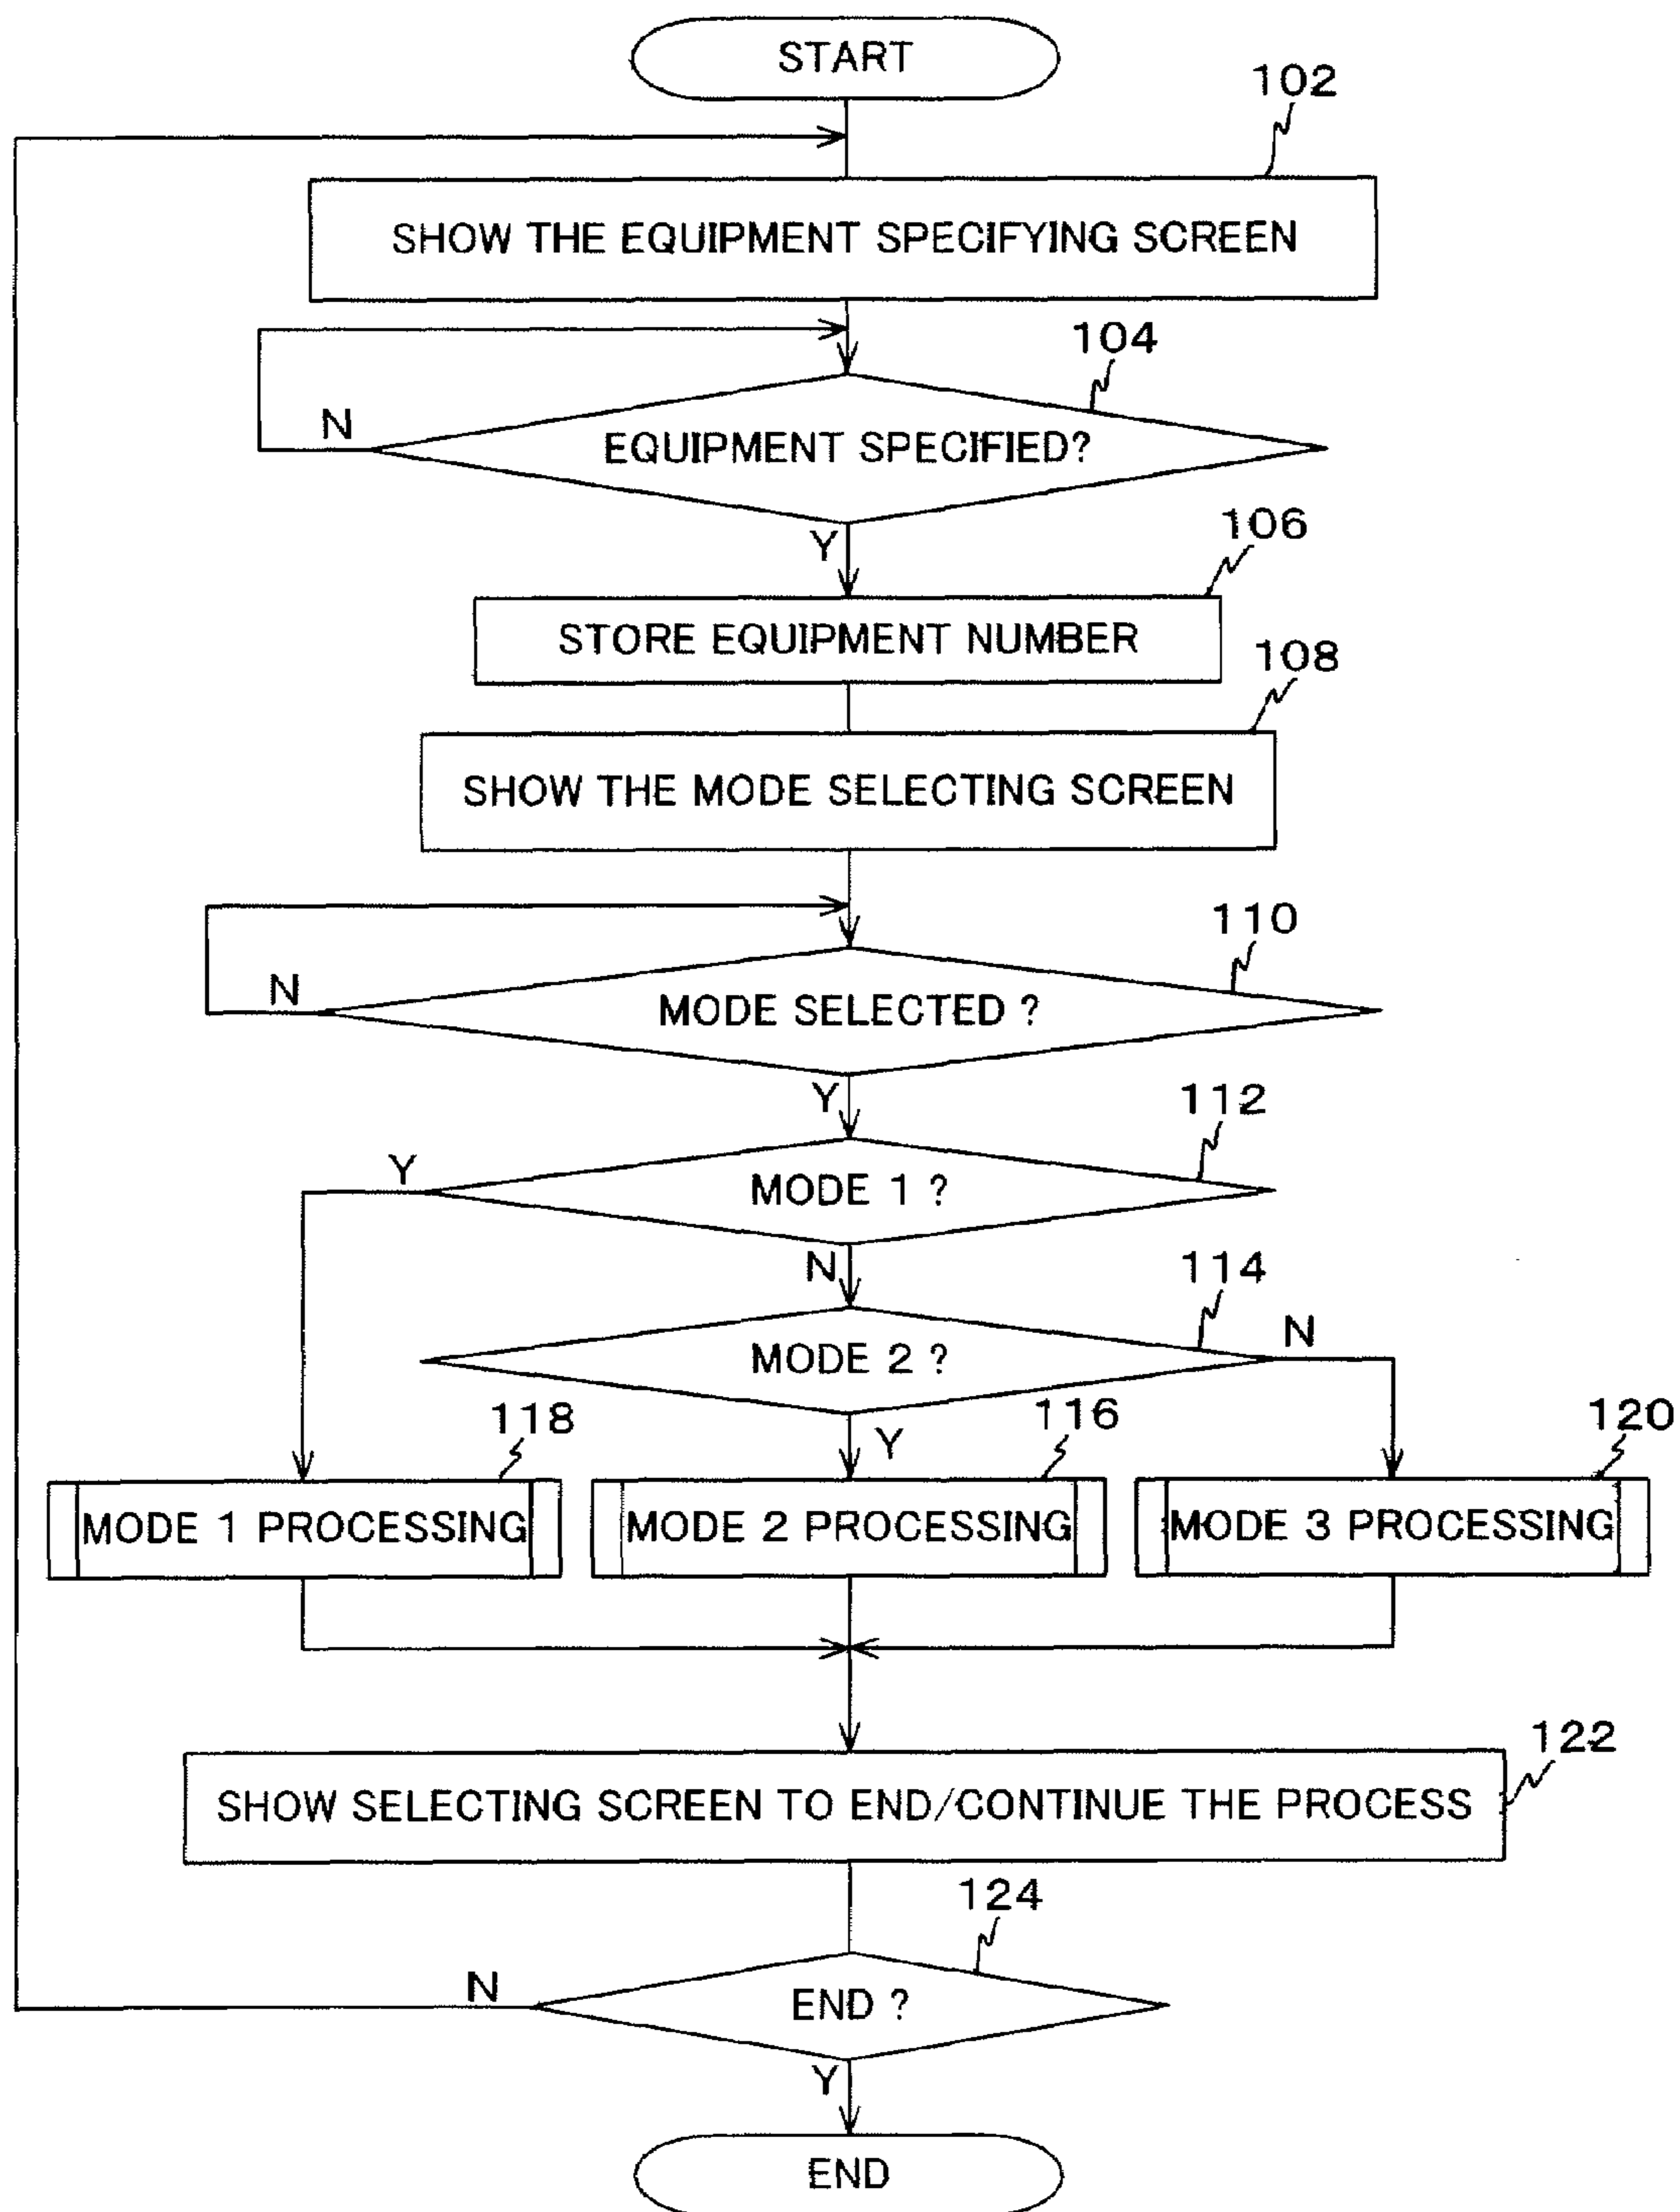 START
102
SHOW THE EQUIPMENT SPECIFYING SCREEN
104
N
EQUIPMENT SPECIFIED?
Y
106
STORE EQUIPMENT NUMBER
108
SHOW THE MODE SELECTING SCREEN
110
N
MODE SELECTED ?
Y
112
Y
MODE 1 ?
N
114
N
MODE 2 ?
118
Y
116
120
MODE 1 PROCESSING
MODE 2 PROCESSING
MODE 3 PROCESSING
122
SHOW SELECTING SCREEN TO END/CONTINUE THE PROCESS
124
N
END ?
Y
END